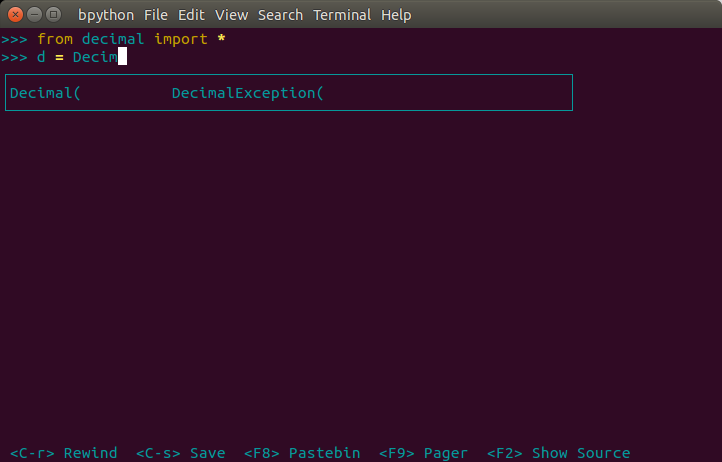 bpython File Edit View Search Terminal Help
>>> from decimal import *
>>> d = Decim
Decimal( DecimalException(
<C-r> Rewind <C-s> Save <F8> Pastebin <F9> Pager <F2> Show Source